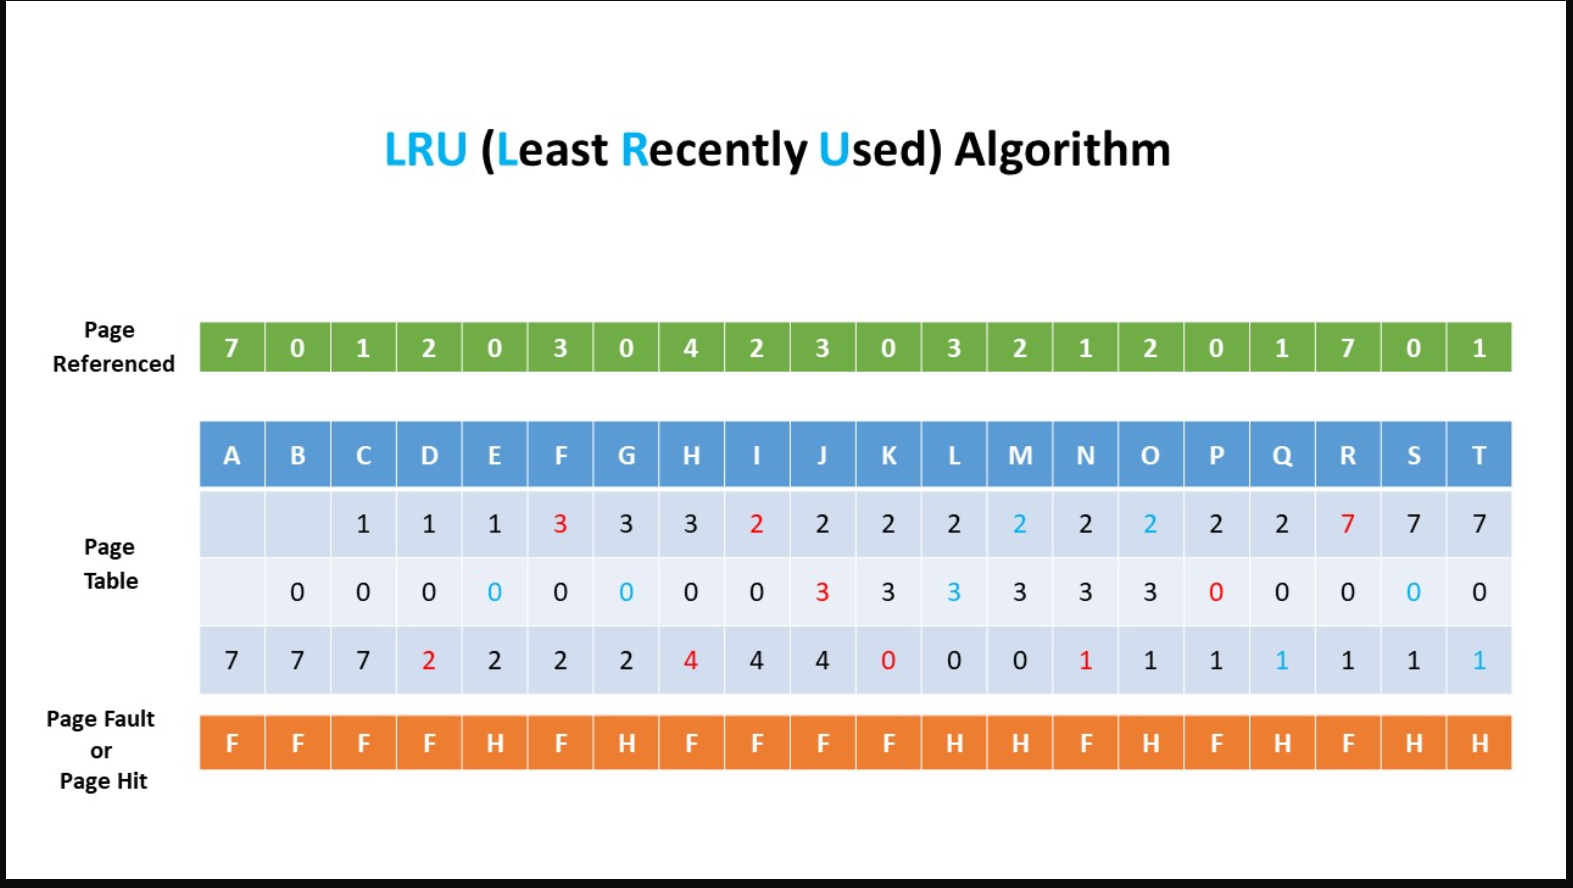 LRU (Least Recently Used) Algorithm
Page
Referenced
7 0 1 2 0 3 0 4 2 3 0 3 2 1 2 0 1 7 0 1
A B C D E F G H I J K L M N O P Q R S T
1 1 1 3 3 3 2 2 2 2 2 2 2 2 2 7 7 7
Page
Table
0 0 0 0 0 0 0 0 3 3 3 3 3 3 0 0 0 0 0
7 7 7 2 2 2 2 4 4 4 0 0 0 1 1 1 1 1 1 1
Page Fault
or
Page Hit
F F F F H F H F F F F H H F H F H F H H